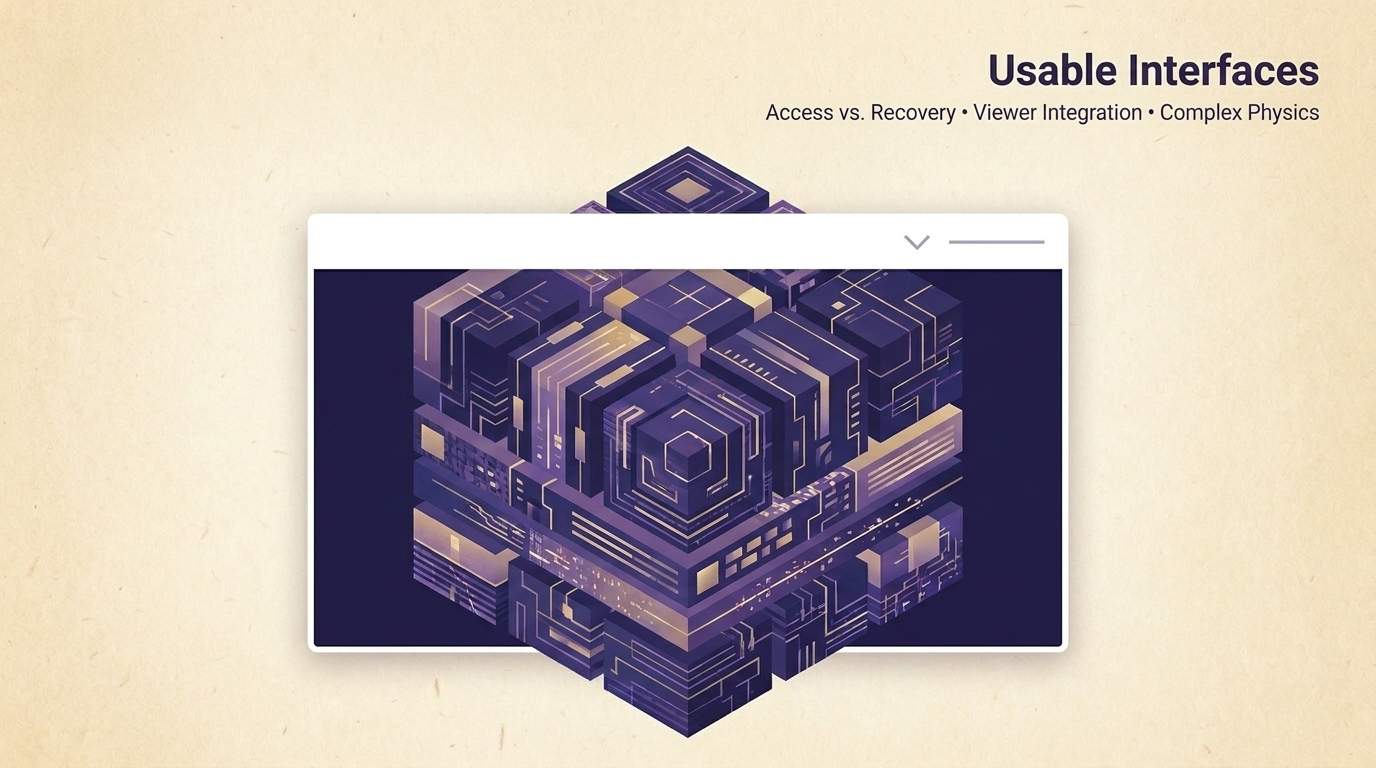 Usable Interfaces
Access vs. Recovery • Viewer Integration • Complex Physics